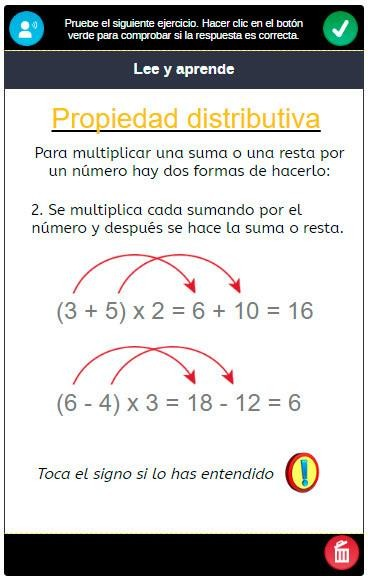 Pruebe el siguiente ejercicio. Hacer clic en el botón
verde para comprobar si la respuesta es correcta.
Lee y aprende
Propiedad distributiva
Para multiplicar una suma o una resta por
un número hay dos formas de hacerlo:
2. Se multiplica cada sumando por el
número y después se hace la suma o resta.
(3 + 5) x 2 = 6 + 10 = 16
(6 - 4) x 3 = 18 - 12 = 6
Toca el signo si lo has entendido
!